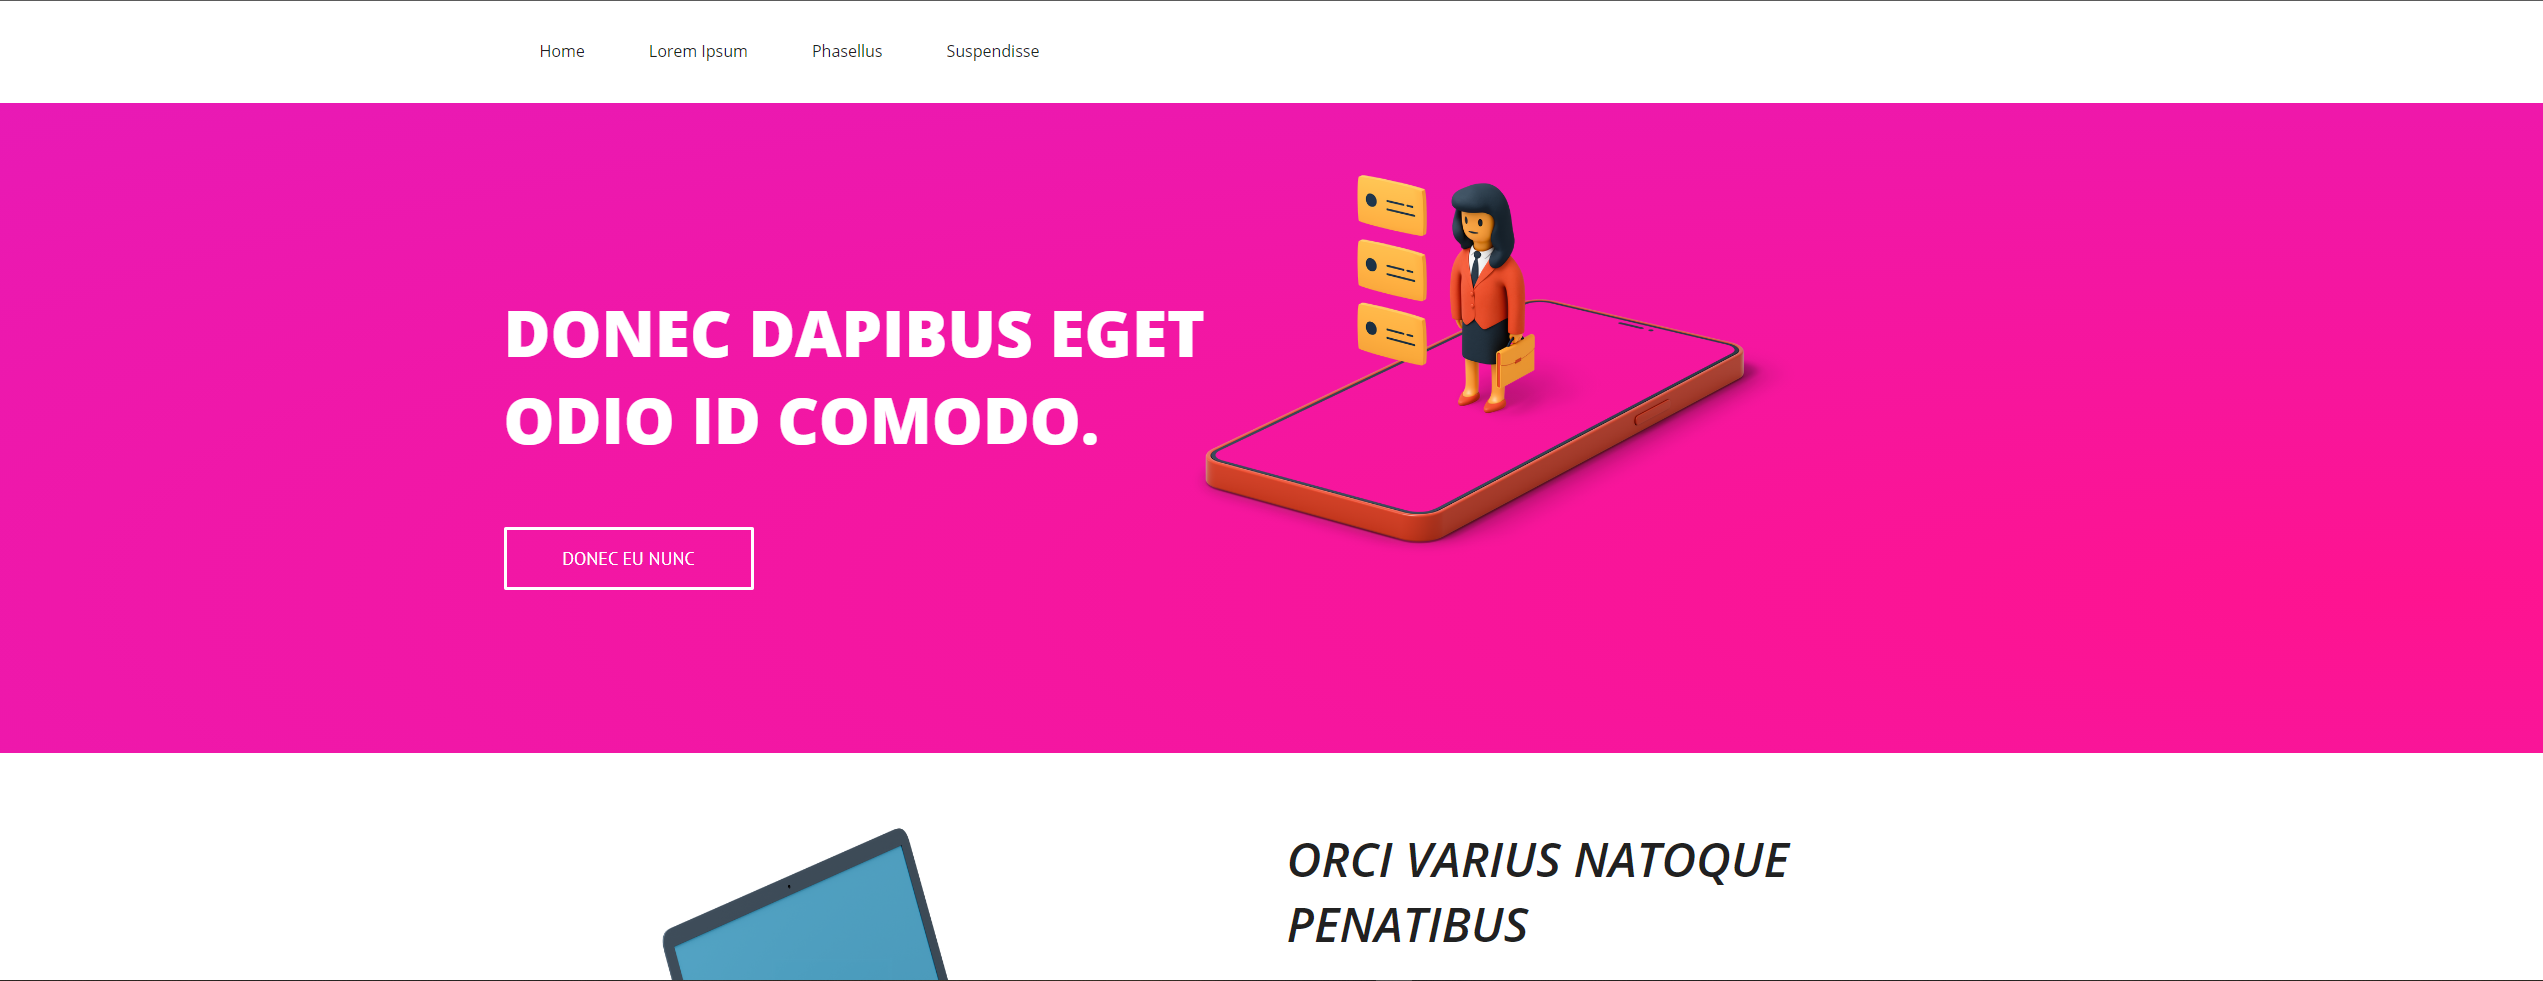 Home Lorem Ipsum Phasellus Suspendisse
DONEC DAPIBUS EGET
ODIO ID COMODO.
DONEC EU NUNC
ORCI VARIUS NATOQUE
PENATIBUS